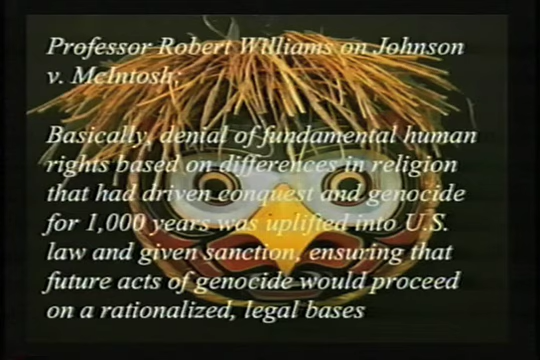 Professor Robert Williams on Johnson
v. McIntosh;
Basically, denial of fundamental human
rights based on differences in religion
that had driven conquest and genocide
for 1,000 years was uplifted into U.S.
law and given sanction, ensuring that
future acts of genocide would proceed
on a rationalized, legal bases